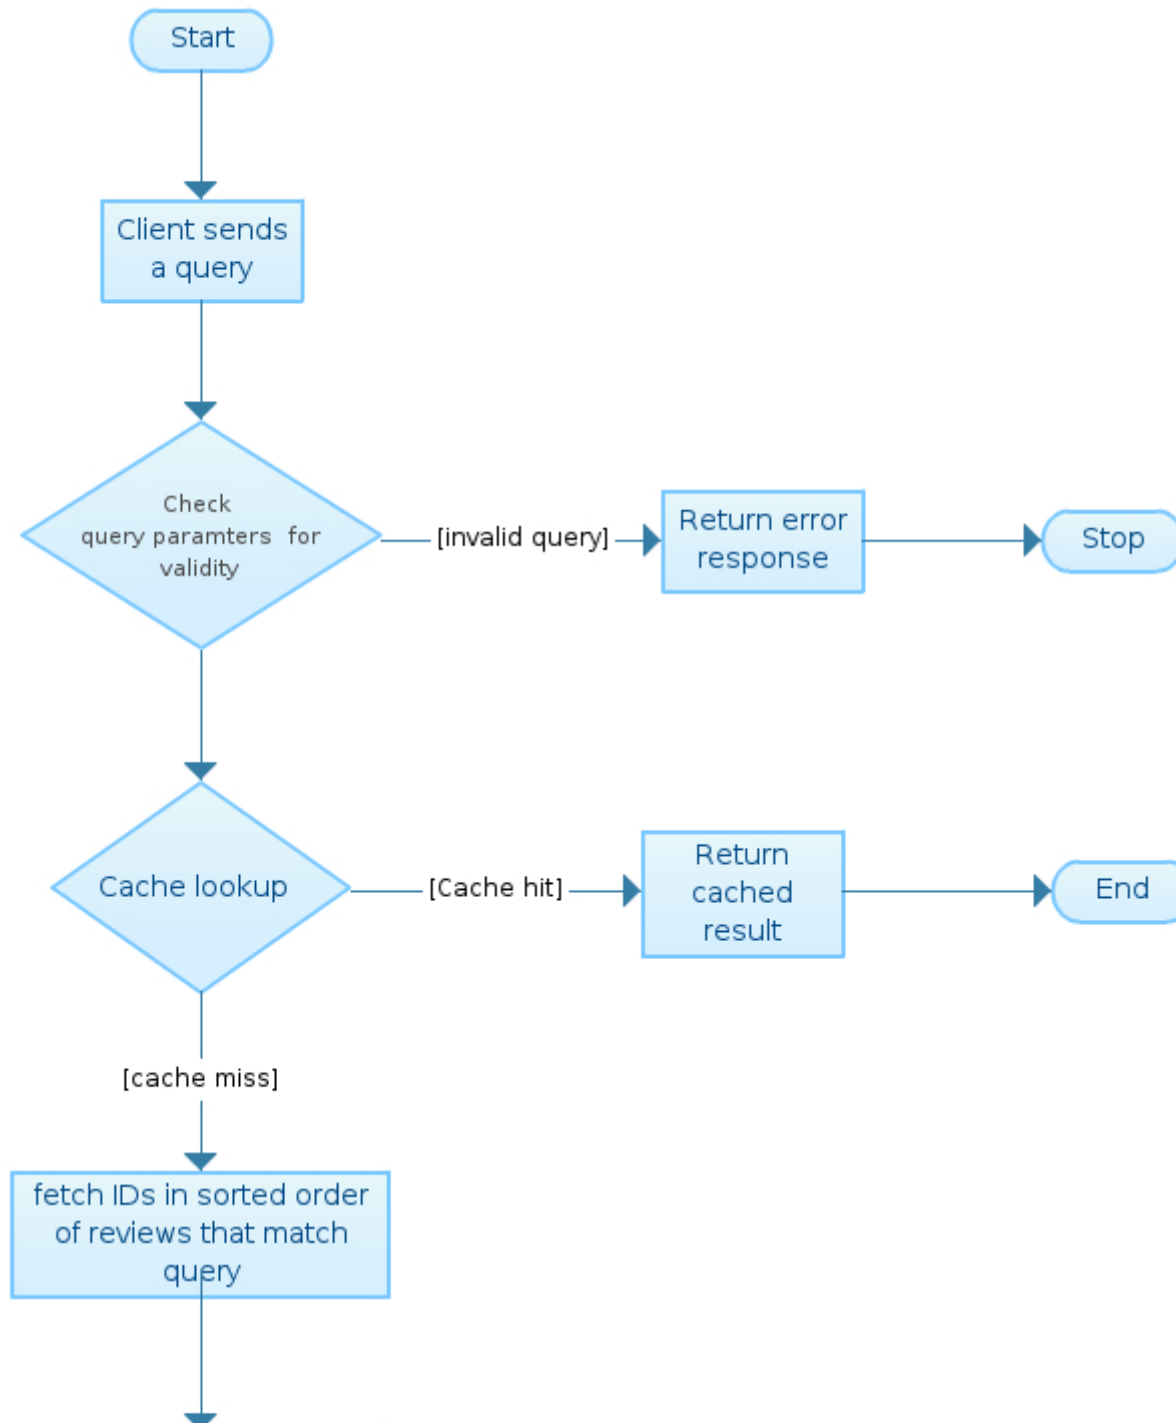 Start
Client sends
a query
Check
query paramters for
validity
[invalid query]
Return error
response
Stop
Cache lookup
[Cache hit]
Return
cached
result
End
[cache miss]
fetch IDs in sorted order
of reviews that match
query